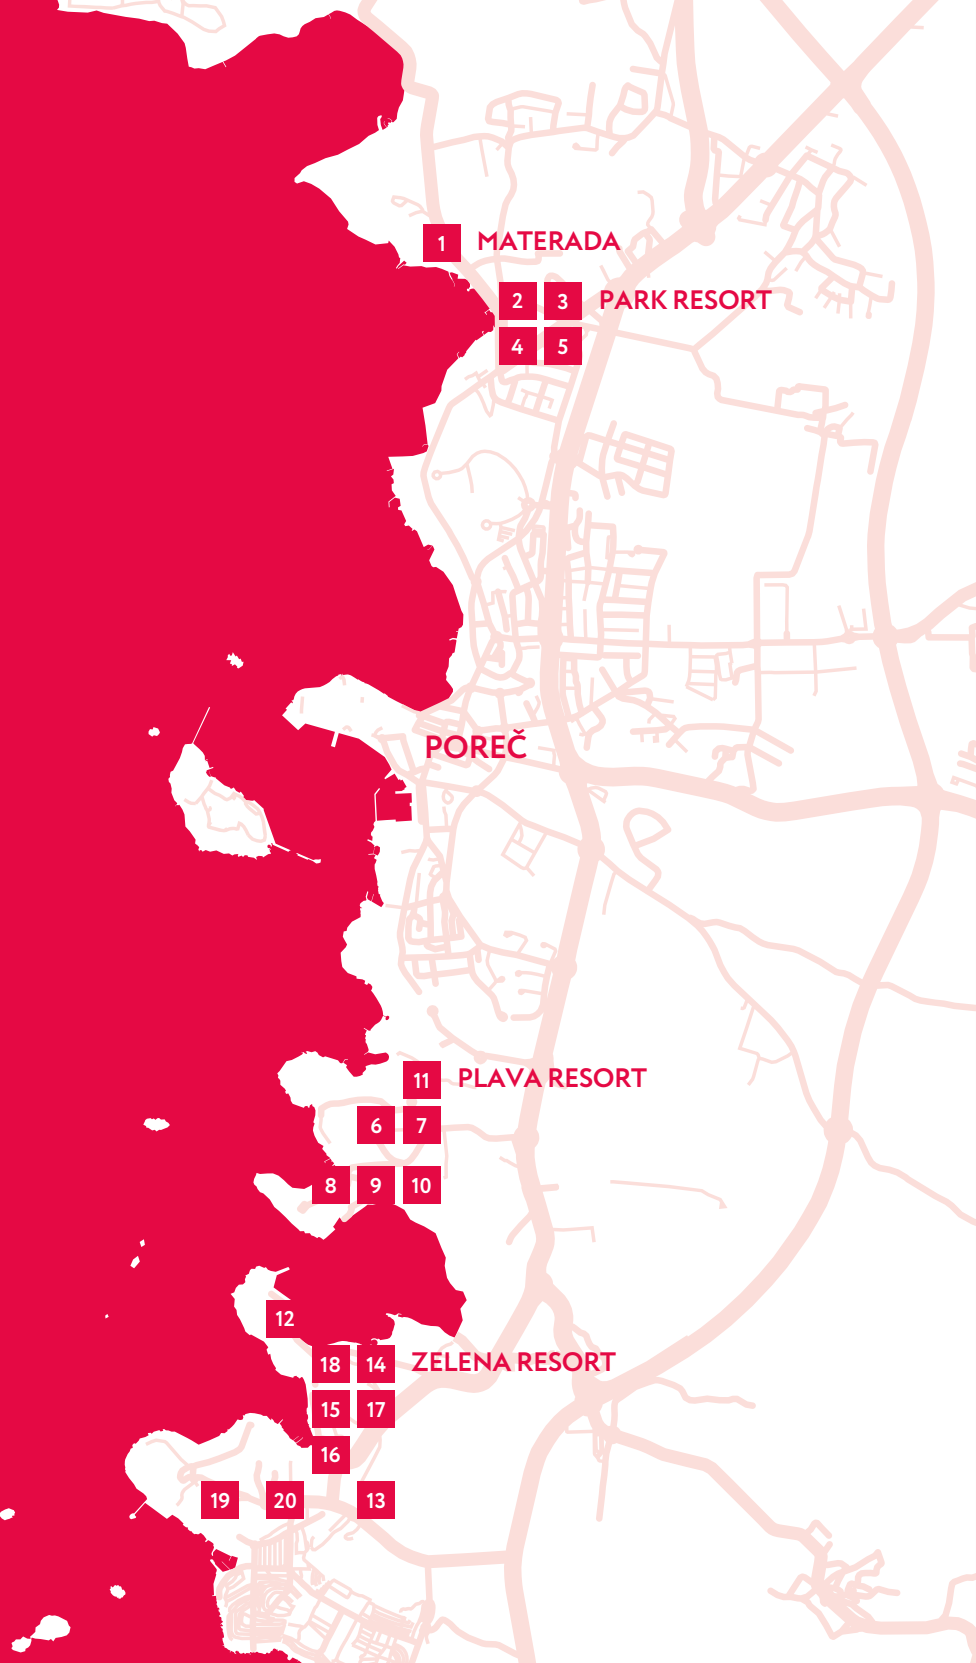 1 MATERADA
2 3 PARK RESORT
4 5
POREČ
11 PLAVA RESORT
6 7
8 9 10
12
18 14 ZELENA RESORT
15 17
16
19 20 13